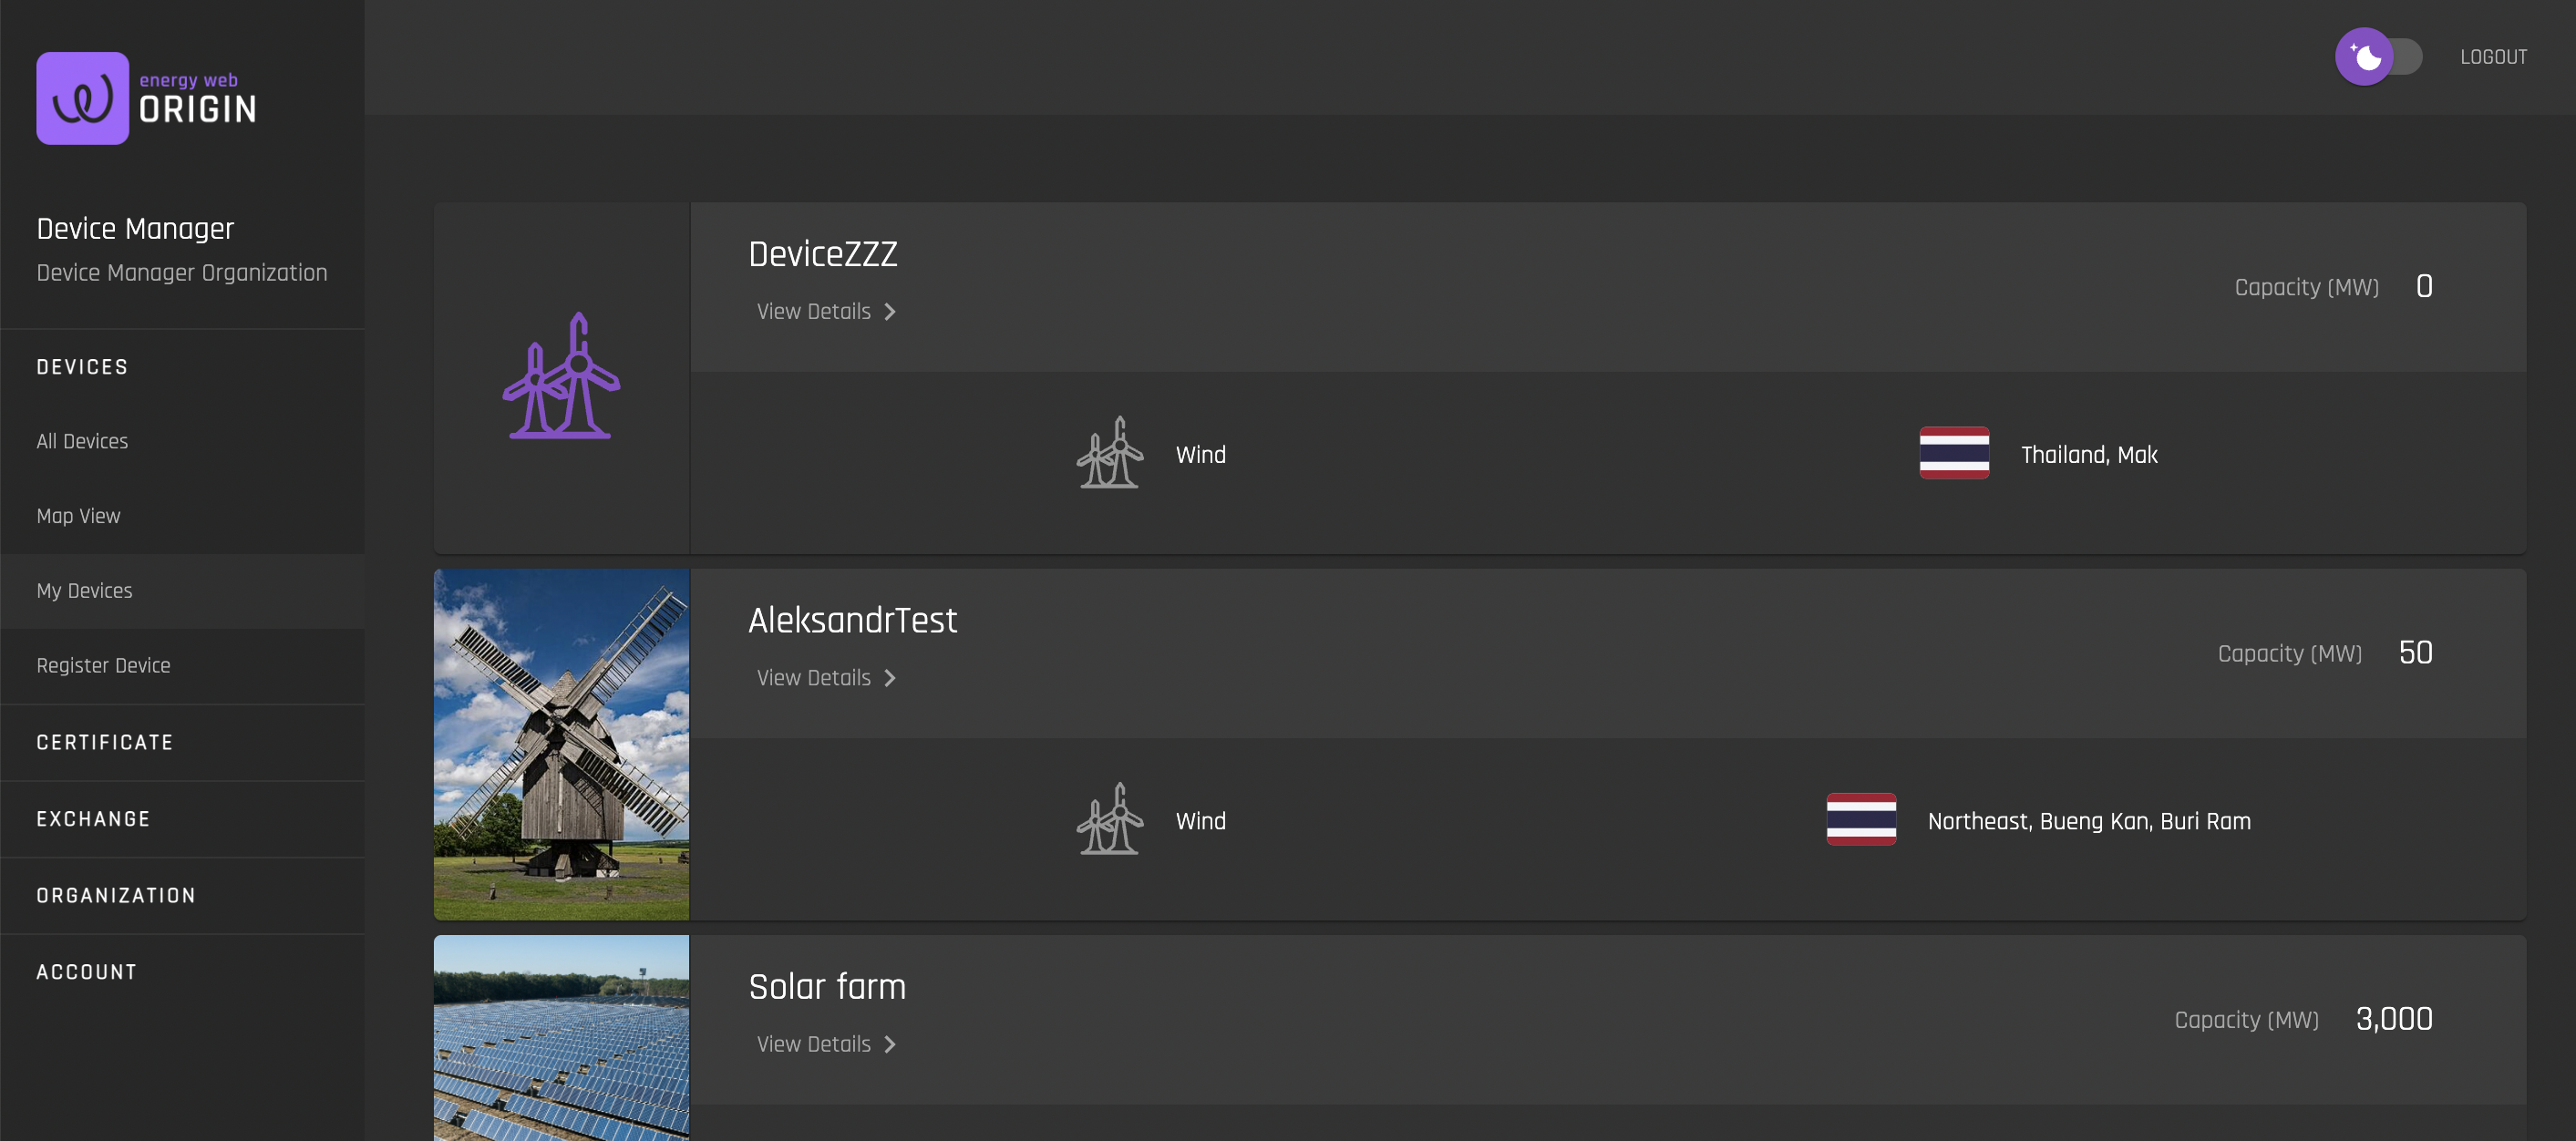 energy web
ORIGIN
LOGOUT
Device Manager
Device Manager Organization
DEVICES
All Devices
Map View
My Devices
Register Device
CERTIFICATE
EXCHANGE
ORGANIZATION
ACCOUNT
DeviceZZZ
View Details
Capacity (MW) 0
Wind
Thailand, Mak
AleksandrTest
View Details
Capacity (MW) 50
Wind
Northeast, Bueng Kan, Buri Ram
Solar farm
View Details
Capacity (MW) 3,000